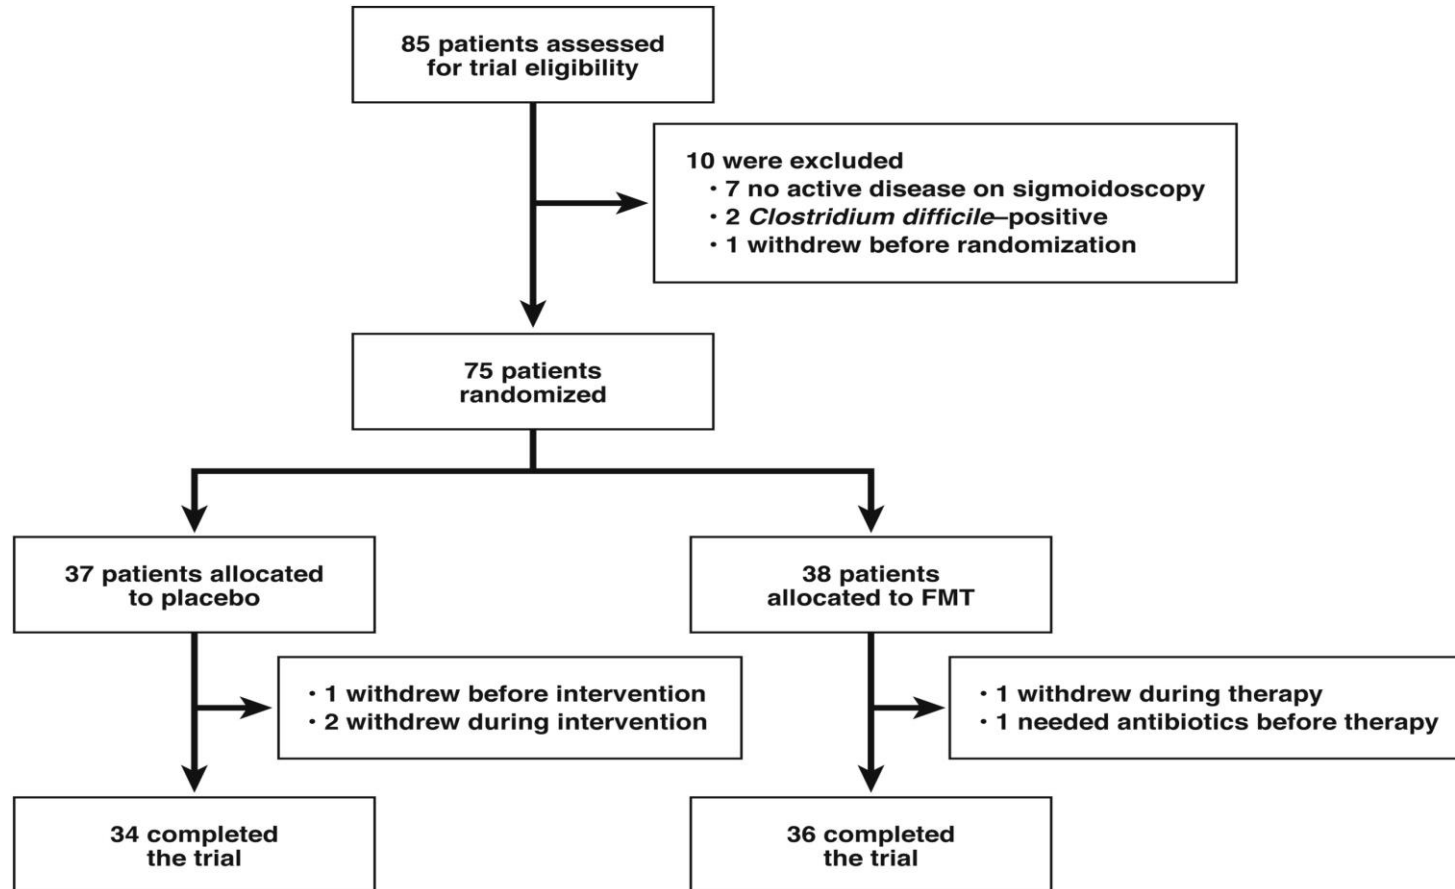 85 patients assessed
for trial eligibility
10 were excluded
· 7 no active disease on sigmoidoscopy
· 2 Clostridium difficile–positive
· 1 withdrew before randomization
75 patients
randomized
37 patients allocated
to placebo
38 patients
allocated to FMT
· 1 withdrew before intervention
· 2 withdrew during intervention
· 1 withdrew during therapy
· 1 needed antibiotics before therapy
34 completed
the trial
36 completed
the trial